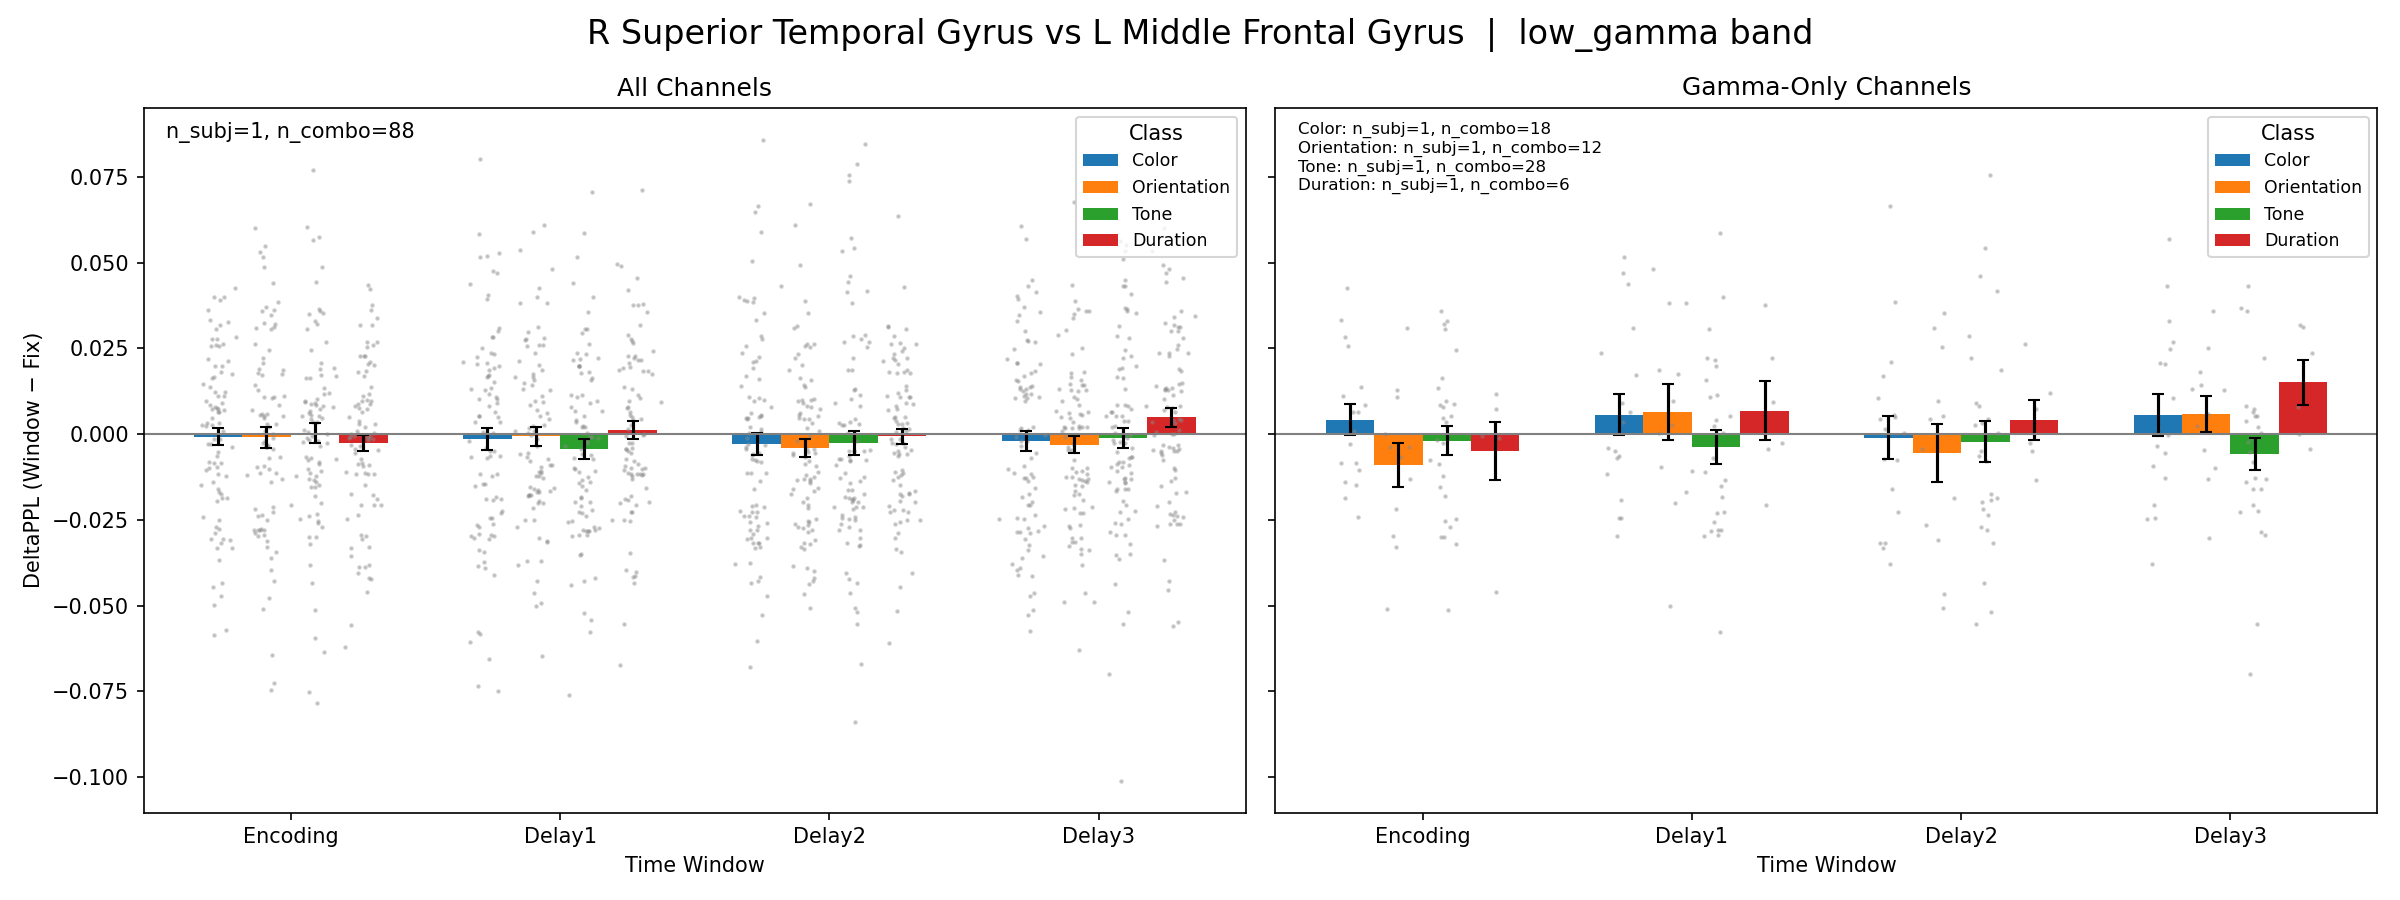 R Superior Temporal Gyrus vs L Middle Frontal Gyrus | low_gamma band
All Channels
n_subj=1, n_combo=88
Class
Color
Orientation
Tone
Duration
DeltaPPL (Window − Fix)
0.075
0.050
0.025
0.000
−0.025
−0.050
−0.075
−0.100
Encoding
Delay1
Delay2
Delay3
Time Window
Gamma-Only Channels
Color: n_subj=1, n_combo=18
Orientation: n_subj=1, n_combo=12
Tone: n_subj=1, n_combo=28
Duration: n_subj=1, n_combo=6
Class
Color
Orientation
Tone
Duration
Encoding
Delay1
Delay2
Delay3
Time Window